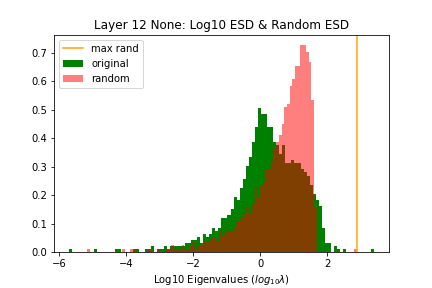 Layer 12 None: Log10 ESD & Random ESD
max rand
original
random
0.7
0.6
0.5
0.4
0.3
0.2
0.1
0.0
−6 −4 −2 0 2
Log10 Eigenvalues (log₁₀λ)